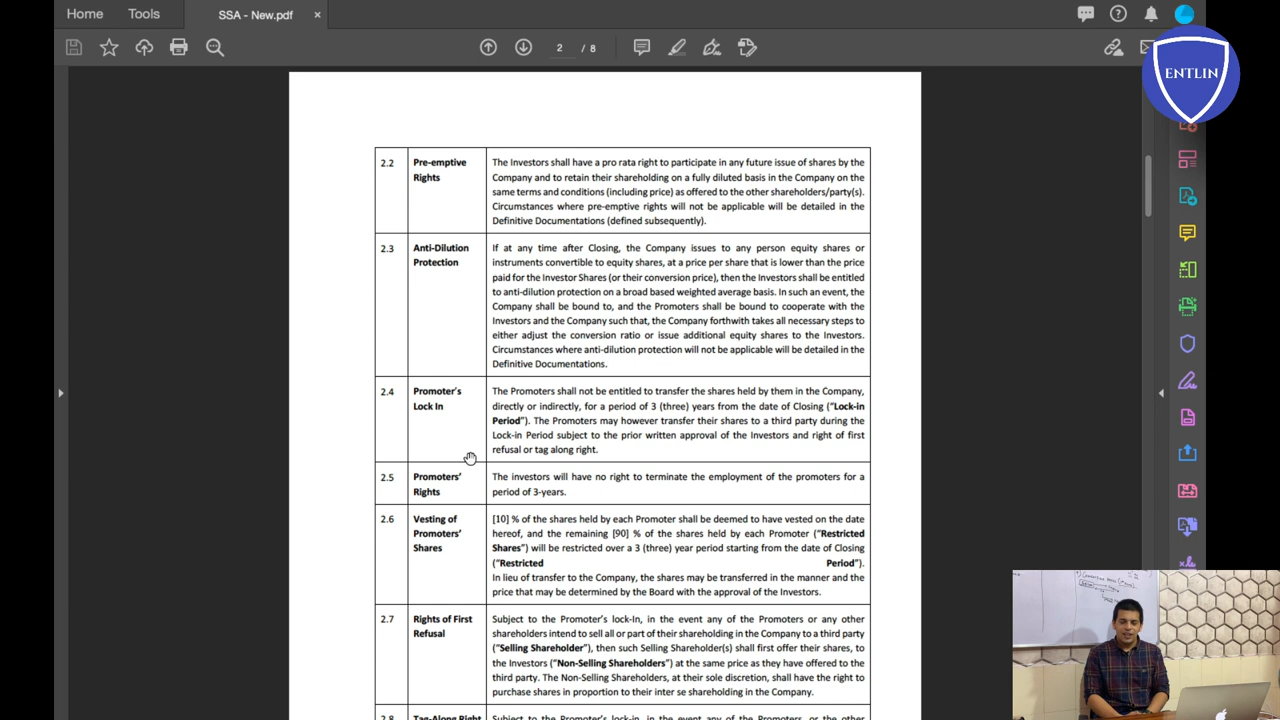 Home
Tools
SSA - New.pdf
×
2 / 8
ENTLIN
2.2
Pre-emptive
Rights
The Investors shall have a pro rata right to participate in any future issue of shares by the
Company and to retain their shareholding on a fully diluted basis in the Company on the
same terms and conditions (including price) as offered to the other shareholders/party(s).
Circumstances where pre-emptive rights will not be applicable will be detailed in the
Definitive Documentations (defined subsequently).
2.3
Anti-Dilution
Protection
If at any time after Closing, the Company issues to any person equity shares or
instruments convertible to equity shares, at a price per share that is lower than the price
paid for the Investor Shares (or their conversion price), then the Investors shall be entitled
to anti-dilution protection on a broad based weighted average basis. In such an event, the
Company shall be bound to, and the Promoters shall be bound to cooperate with the
Investors and the Company such that, the Company forthwith takes all necessary steps to
either adjust the conversion ratio or issue additional equity shares to the Investors.
Circumstances where anti-dilution protection will not be applicable will be detailed in the
Definitive Documentations.
2.4
Promoter's
Lock In
The Promoters shall not be entitled to transfer the shares held by them in the Company,
directly or indirectly, for a period of 3 (three) years from the date of Closing ("Lock-in
Period"). The Promoters may however transfer their shares to a third party during the
Lock-in Period subject to the prior written approval of the Investors and right of first
refusal or tag along right.
2.5
Promoters'
Rights
The investors will have no right to terminate the employment of the promoters for a
period of 3-years.
2.6
Vesting of
Promoters'
Shares
[10] % of the shares held by each Promoter shall be deemed to have vested on the date
hereof, and the remaining [90] % of the shares held by each Promoter ("Restricted
Shares") will be restricted over a 3 (three) year period starting from the date of Closing
("Restricted Period").
In lieu of transfer to the Company, the shares may be transferred in the manner and the
price that may be determined by the Board with the approval of the Investors.
2.7
Rights of First
Refusal
Subject to the Promoter's lock-In, in the event any of the Promoters or any other
shareholders intend to sell all or part of their shareholding in the Company to a third party
("Selling Shareholder"), then such Selling Shareholder(s) shall first offer their shares, to
the Investors ("Non-Selling Shareholders") at the same price as they have offered to the
third party. The Non-Selling Shareholders, at their sole discretion, shall have the right to
purchase shares in proportion to their inter se shareholding in the Company.
2.8
Tag-Along Right
Subject to the Promoter's lock-in, in the event any Promoters, or the other